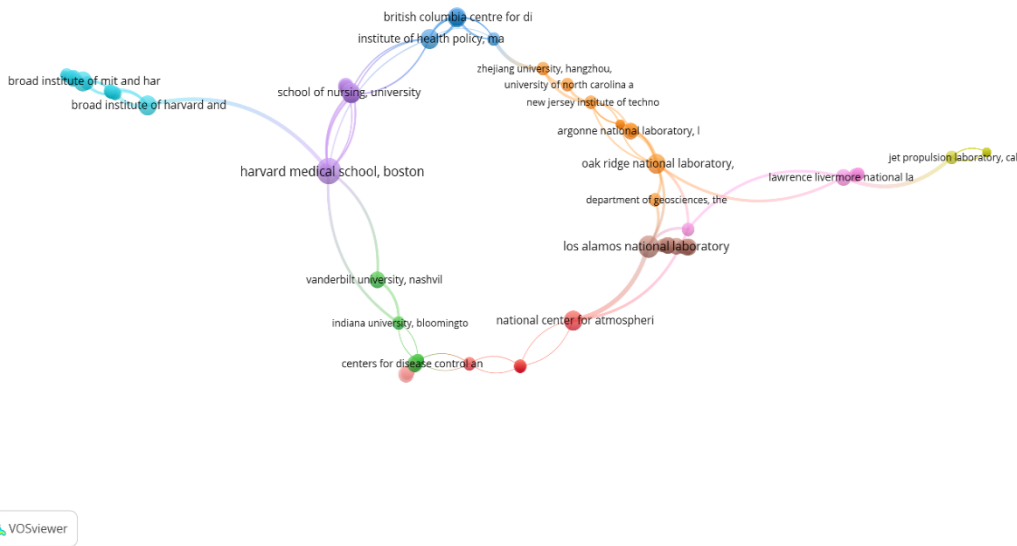 british columbia centre for di
institute of health policy, ma
zhejiang university, hangzhou,
broad institute of mit and har
university of north carolina a
school of nursing, university
new jersey institute of techno
broad institute of harvard and
argonne national laboratory, l
jet propulsion laboratory, cal
oak ridge national laboratory,
harvard medical school, boston
lawrence livermore national la
department of geosciences, the
los alamos national laboratory
vanderbilt university, nashvil
national center for atmospheri
indiana university, bloomingto
centers for disease control an
VOSviewer